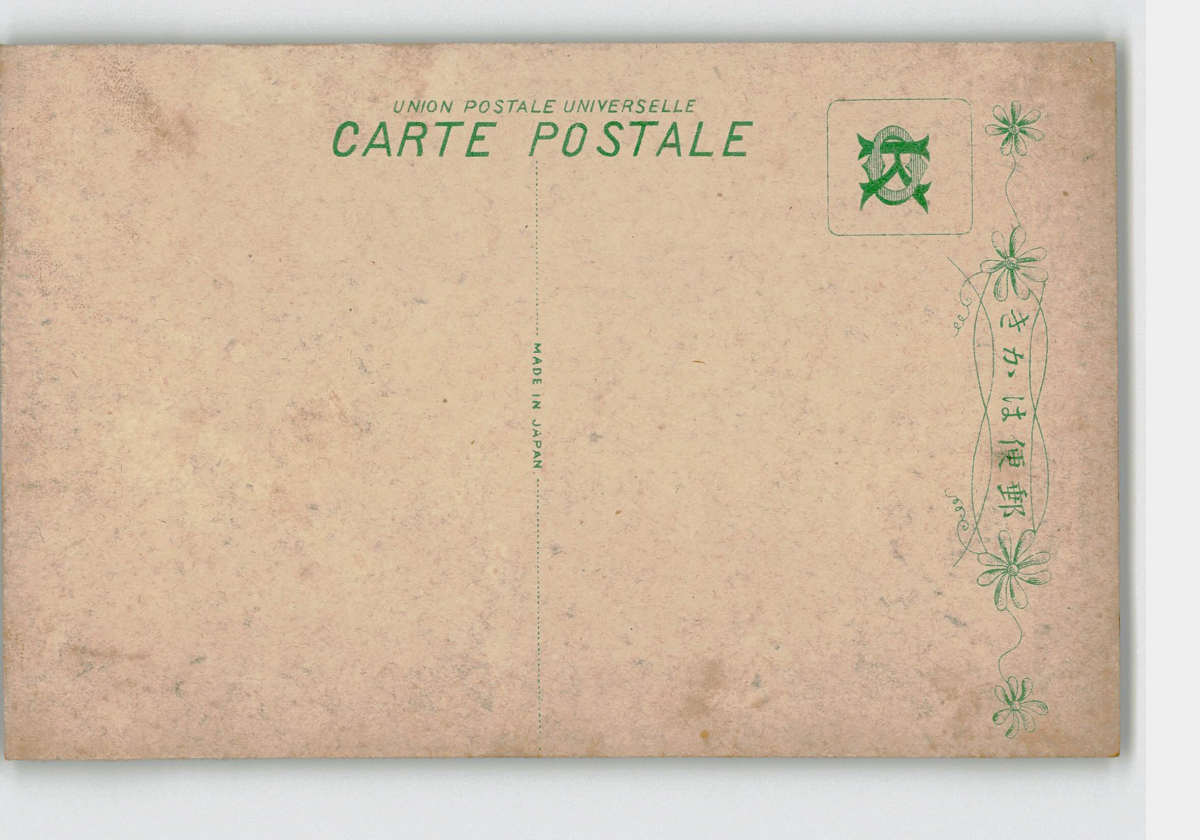 UNION POSTALE UNIVERSELLE
CARTE POSTALE
MADE IN JAPAN
郵便はかき